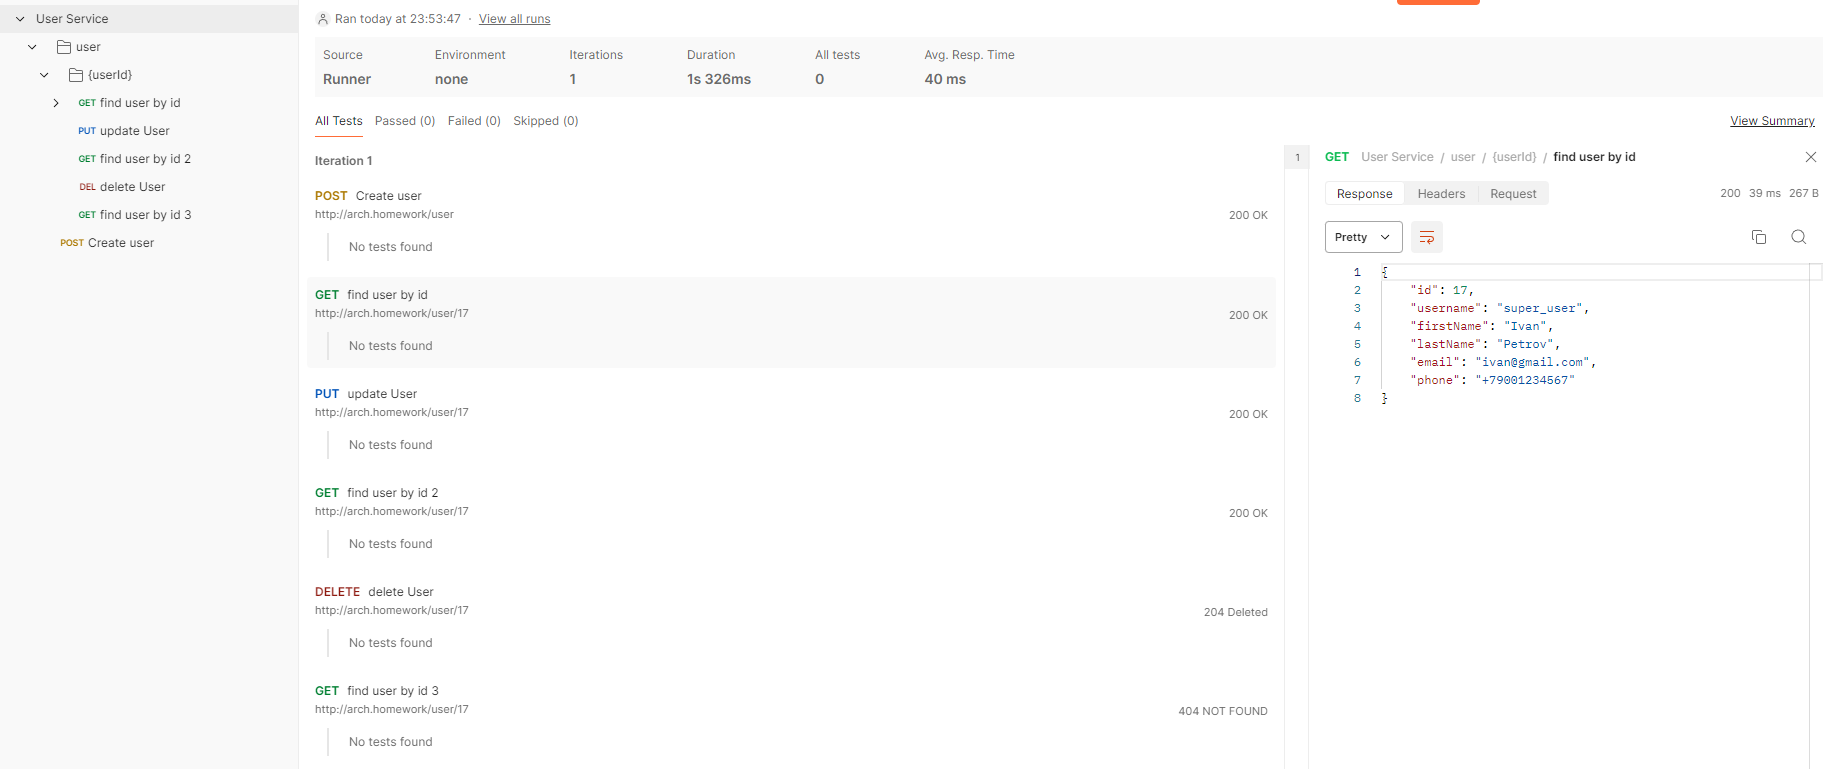 User Service
user
{userId}
GET find user by id
PUT update User
GET find user by id 2
DEL delete User
GET find user by id 3
POST Create user
Ran today at 23:53:47 · View all runs
Source Environment Iterations Duration All tests Avg. Resp. Time
Runner none 1 1s 326ms 0 40 ms
All Tests Passed (0) Failed (0) Skipped (0) View Summary
Iteration 1
POST Create user
http://arch.homework/user
200 OK
No tests found
GET find user by id
http://arch.homework/user/17
200 OK
No tests found
PUT update User
http://arch.homework/user/17
200 OK
No tests found
GET find user by id 2
http://arch.homework/user/17
200 OK
No tests found
DELETE delete User
http://arch.homework/user/17
204 Deleted
No tests found
GET find user by id 3
http://arch.homework/user/17
404 NOT FOUND
No tests found
1
GET User Service / user / {userId} / find user by id
Response Headers Request 200 39 ms 267 B
Pretty
1 {
2 "id": 17,
3 "username": "super_user",
4 "firstName": "Ivan",
5 "lastName": "Petrov",
6 "email": "ivan@gmail.com",
7 "phone": "+79001234567"
8 }